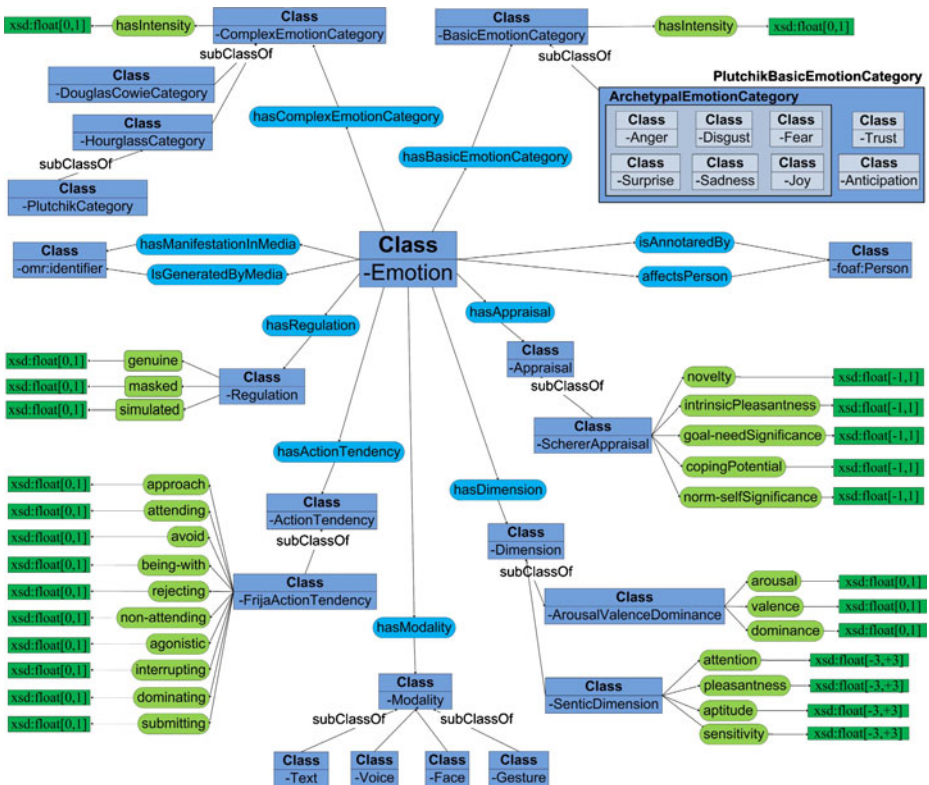 xsd:float[0,1]
hasIntensity
Class
-ComplexEmotionCategory
Class
-BasicEmotionCategory
hasIntensity
xsd:float[0,1]
subClassOf
subClassOf
Class
-DouglasCowieCategory
PlutchikBasicEmotionCategory
ArchetypalEmotionCategory
Class
-Anger
Class
-Disgust
Class
-Fear
Class
-Trust
Class
-Surprise
Class
-Sadness
Class
-Joy
Class
-Anticipation
hasComplexEmotionCategory
Class
-HourglassCategory
hasBasicEmotionCategory
subClassOf
Class
-PlutchikCategory
Class
-omr:identifier
hasManifestationInMedia
IsGeneratedByMedia
Class
-Emotion
isAnnotaredBy
affectsPerson
Class
-foaf:Person
hasRegulation
hasAppraisal
xsd:float[0,1]
genuine
xsd:float[0,1]
masked
xsd:float[0,1]
simulated
Class
-Regulation
Class
-Appraisal
subClassOf
Class
-SchererAppraisal
novelty
xsd:float[-1,1]
intrinsicPleasantness
xsd:float[-1,1]
goal-needSignificance
xsd:float[-1,1]
copingPotential
xsd:float[-1,1]
norm-selfSignificance
xsd:float[-1,1]
hasActionTendency
hasDimension
xsd:float[0,1]
approach
xsd:float[0,1]
attending
xsd:float[0,1]
avoid
xsd:float[0,1]
being-with
xsd:float[0,1]
rejecting
xsd:float[0,1]
non-attending
xsd:float[0,1]
agonistic
xsd:float[0,1]
interrupting
xsd:float[0,1]
dominating
xsd:float[0,1]
submitting
Class
-ActionTendency
subClassOf
Class
-FrijaActionTendency
Class
-Dimension
subClassOf
Class
-ArousalValenceDominance
arousal
xsd:float[0,1]
valence
xsd:float[0,1]
dominance
xsd:float[0,1]
hasModality
Class
-SenticDimension
attention
xsd:float[-3,+3]
pleasantness
xsd:float[-3,+3]
aptitude
xsd:float[-3,+3]
sensitivity
xsd:float[-3,+3]
Class
-Modality
subClassOf
subClassOf
Class
-Text
Class
-Voice
Class
-Face
Class
-Gesture